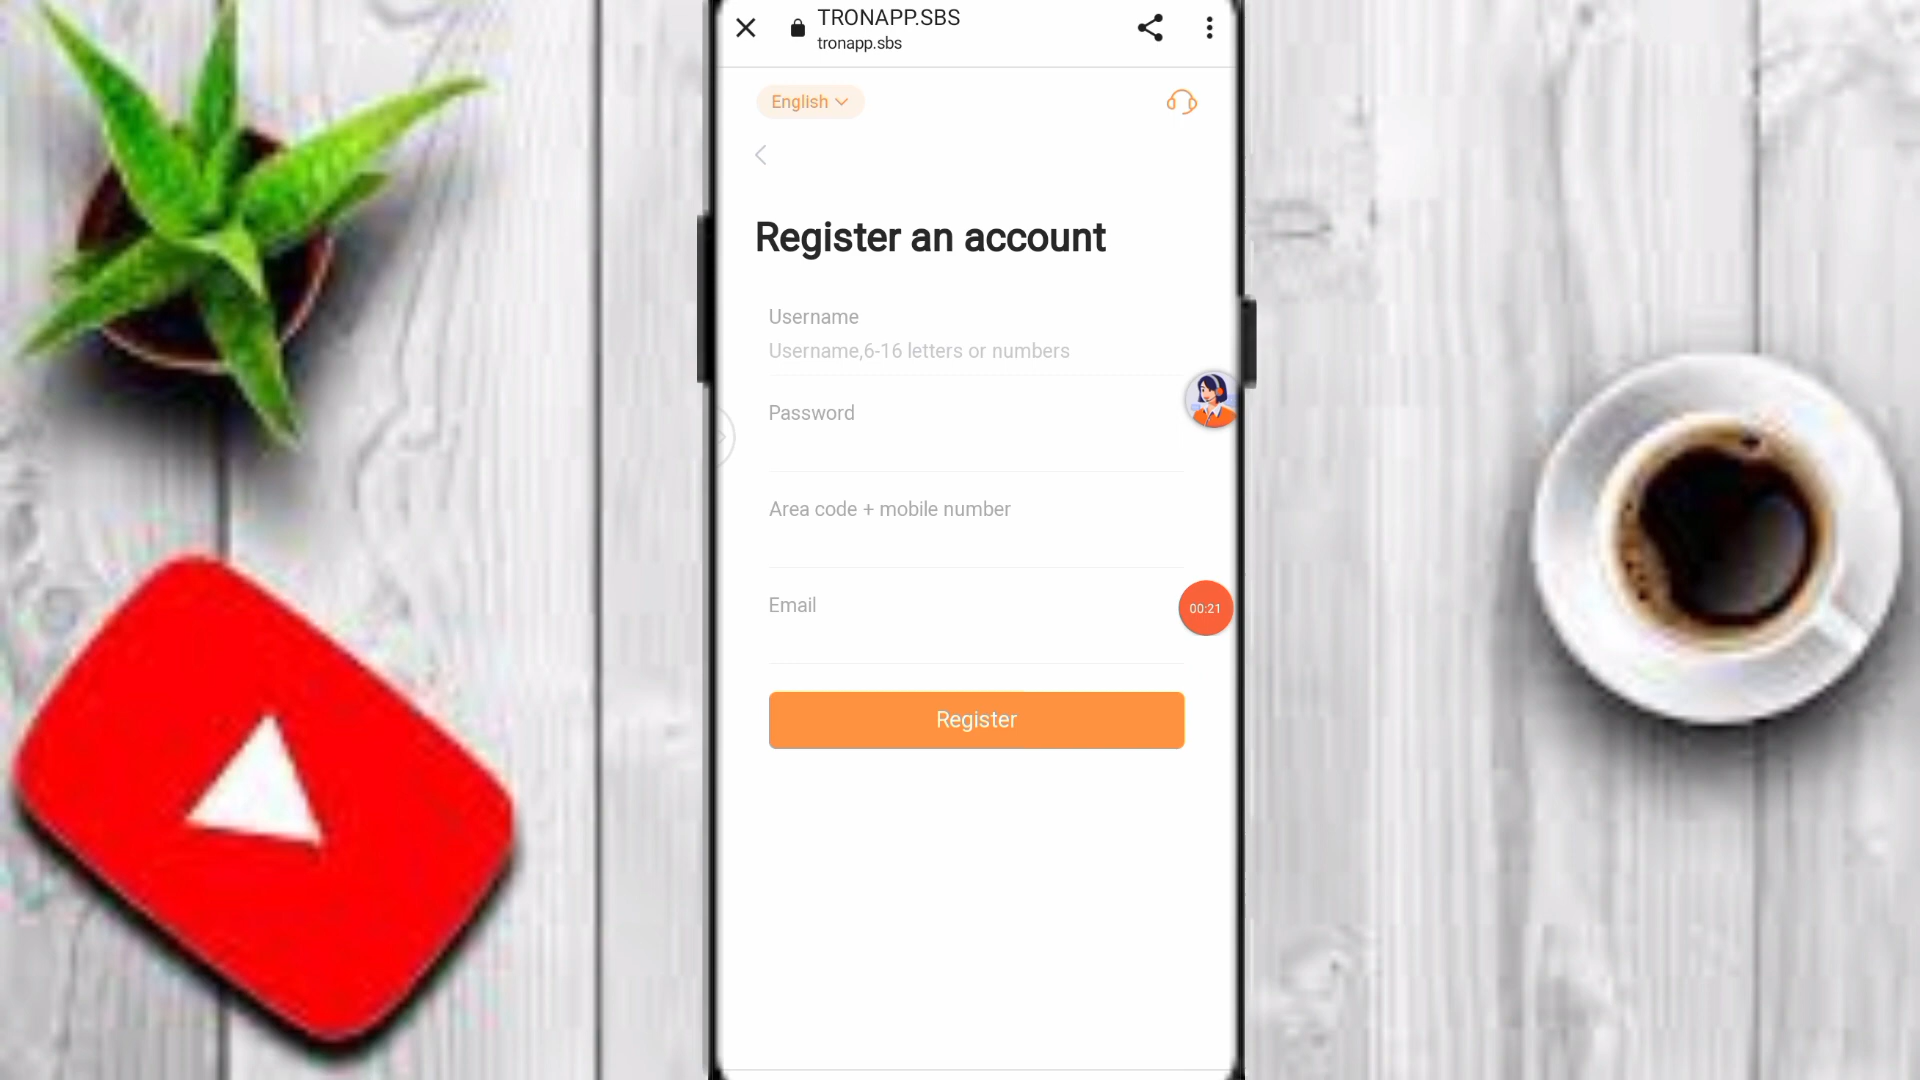 TRONAPP.SBS
tronapp.sbs
English
Register an account
Username
Username,6-16 letters or numbers
Password
Area code + mobile number
Email
00:21
Register